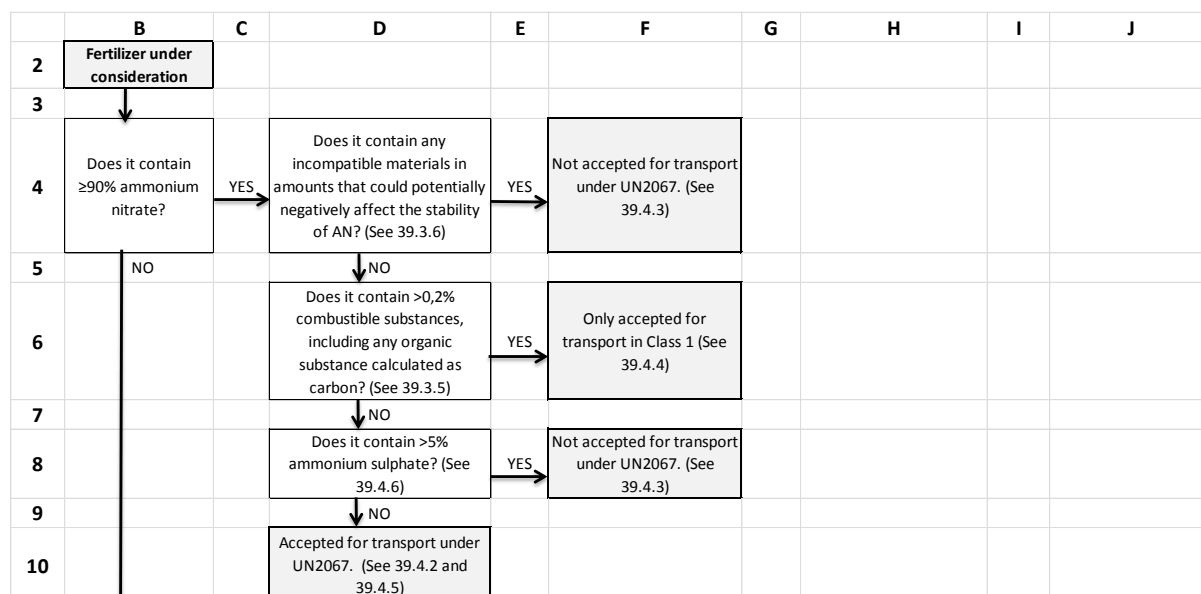 B C D E F G H I J
2
Fertilizer under
consideration
3
4
Does it contain
≥90% ammonium
nitrate?
YES
Does it contain any
incompatible materials in
amounts that could potentially
negatively affect the stability
of AN? (See 39.3.6)
YES
Not accepted for transport
under UN2067. (See
39.4.3)
5
NO
NO
6
Does it contain >0,2%
combustible substances,
including any organic
substance calculated as
carbon? (See 39.3.5)
YES
Only accepted for
transport in Class 1 (See
39.4.4)
7
NO
8
Does it contain >5%
ammonium sulphate? (See
39.4.6)
YES
Not accepted for transport
under UN2067. (See
39.4.3)
9
NO
10
Accepted for transport under
UN2067. (See 39.4.2 and
39.4.5)